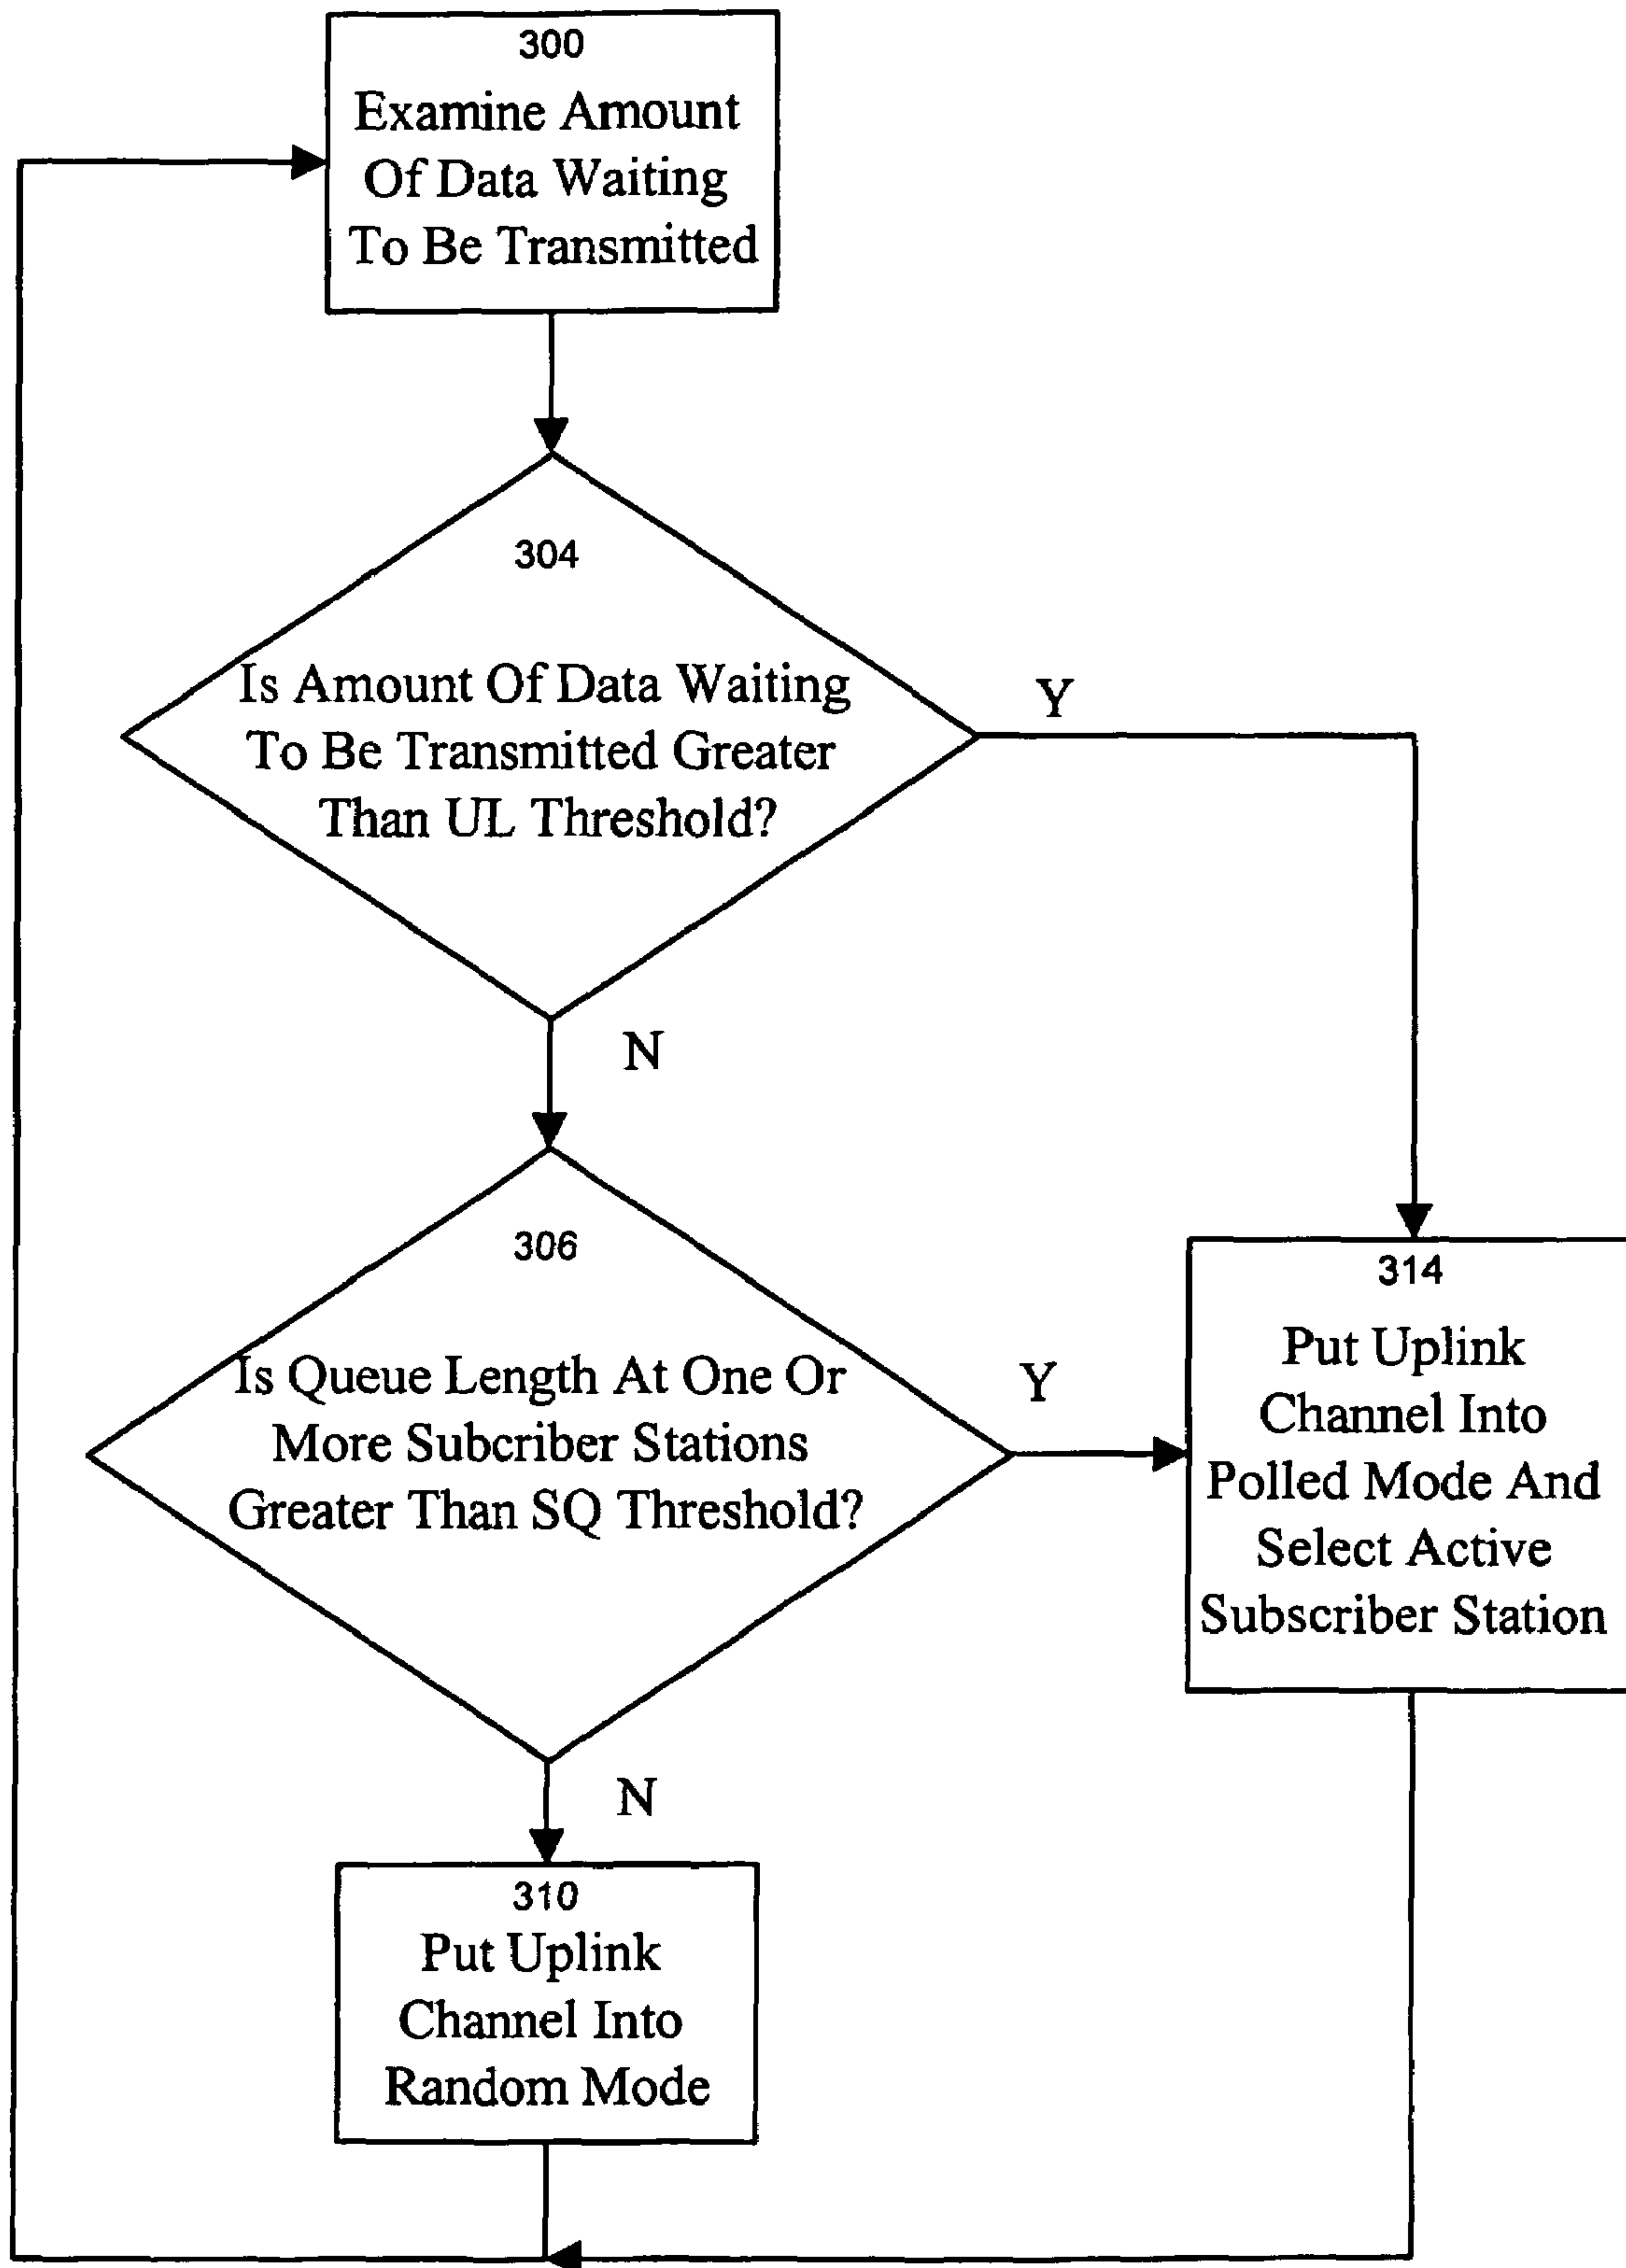 300
Examine Amount
Of Data Waiting
To Be Transmitted
304
Is Amount Of Data Waiting
To Be Transmitted Greater
Than UL Threshold?
Y
N
306
Is Queue Length At One Or
More Subcriber Stations
Greater Than SQ Threshold?
Y
N
314
Put Uplink
Channel Into
Polled Mode And
Select Active
Subscriber Station
310
Put Uplink
Channel Into
Random Mode